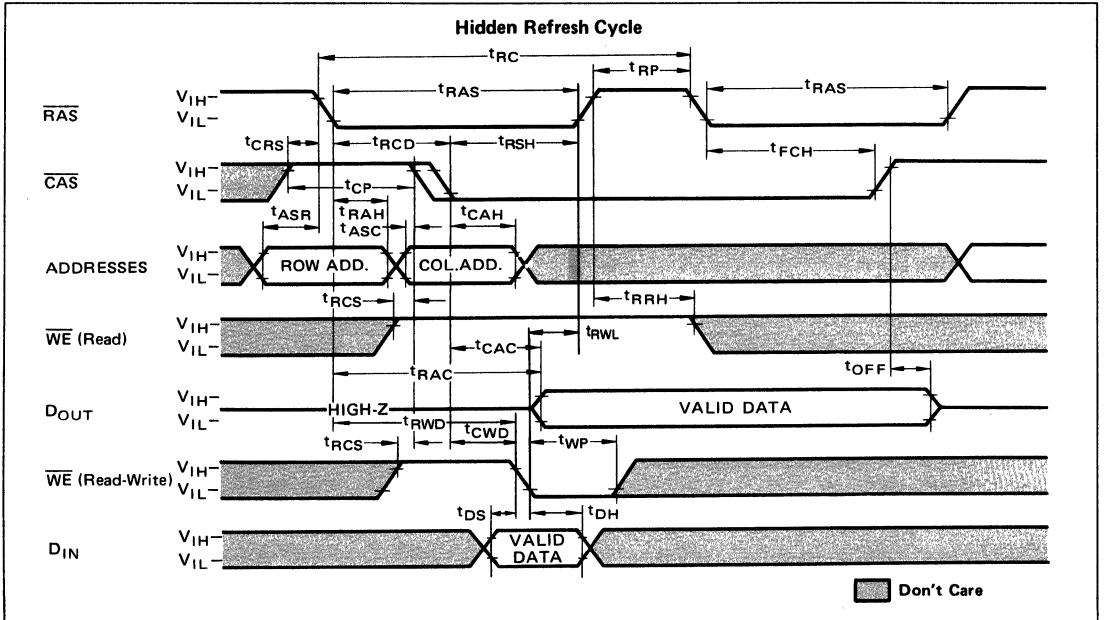 Hidden Refresh Cycle
tRC
tRP
tRAS
tRAS
RAS
VIH
VIL
tCRS
tRCD
tRSH
tFCH
CAS
VIH
VIL
tCP
tASR
tRAH
tASC
tCAH
ADDRESSES
VIH
VIL
ROW ADD.
COL.ADD.
tRCS
tRRH
WE (Read)
VIH
VIL
tRWL
tCAC
tRAC
tOFF
DOUT
VIH
VIL
HIGH-Z
VALID DATA
tRWD
tCWD
tWP
tRCS
WE (Read-Write)
VIH
VIL
tDS
tDH
DIN
VIH
VIL
VALID
DATA
Don't Care